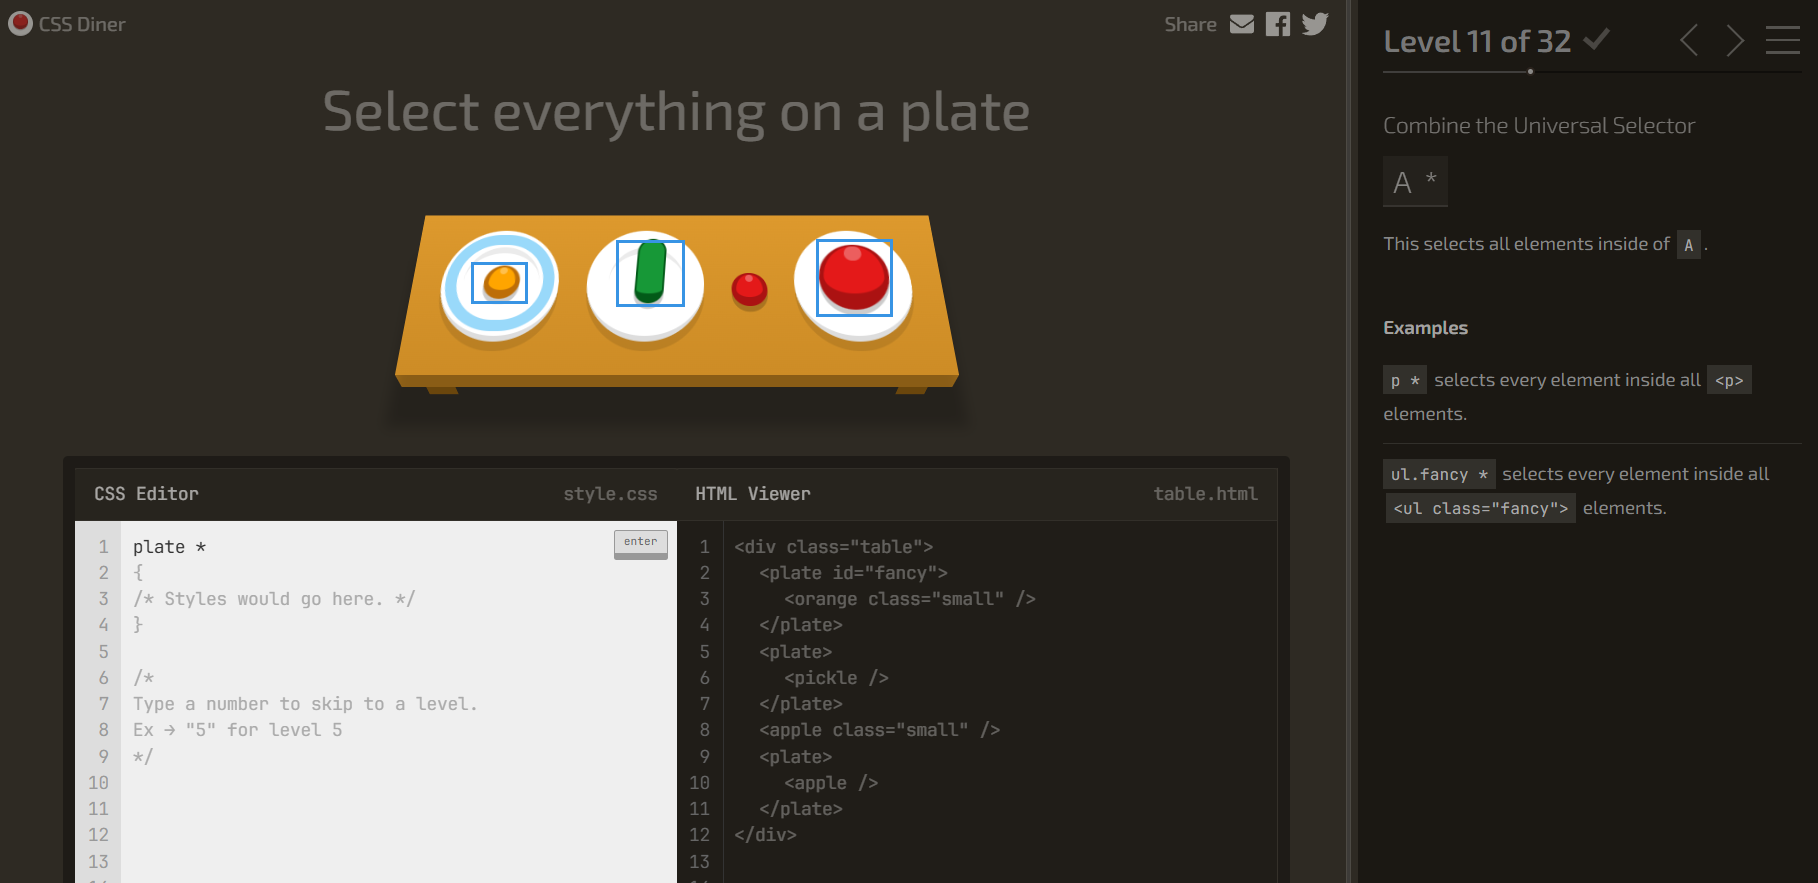 CSS Diner
Share
Select everything on a plate
CSS Editor
style.css
1 plate *
enter
2 {
3 /* Styles would go here. */
4 }
5
6 /*
7 Type a number to skip to a level.
8 Ex → "5" for level 5
9 */
10
11
12
13
HTML Viewer
table.html
1 <div class="table">
2 <plate id="fancy">
3 <orange class="small" />
4 </plate>
5 <plate>
6 <pickle />
7 </plate>
8 <apple class="small" />
9 <plate>
10 <apple />
11 </plate>
12 </div>
13
Level 11 of 32
Combine the Universal Selector
A *
This selects all elements inside of A .
Examples
p * selects every element inside all <p>
elements.
ul.fancy * selects every element inside all
<ul class="fancy"> elements.